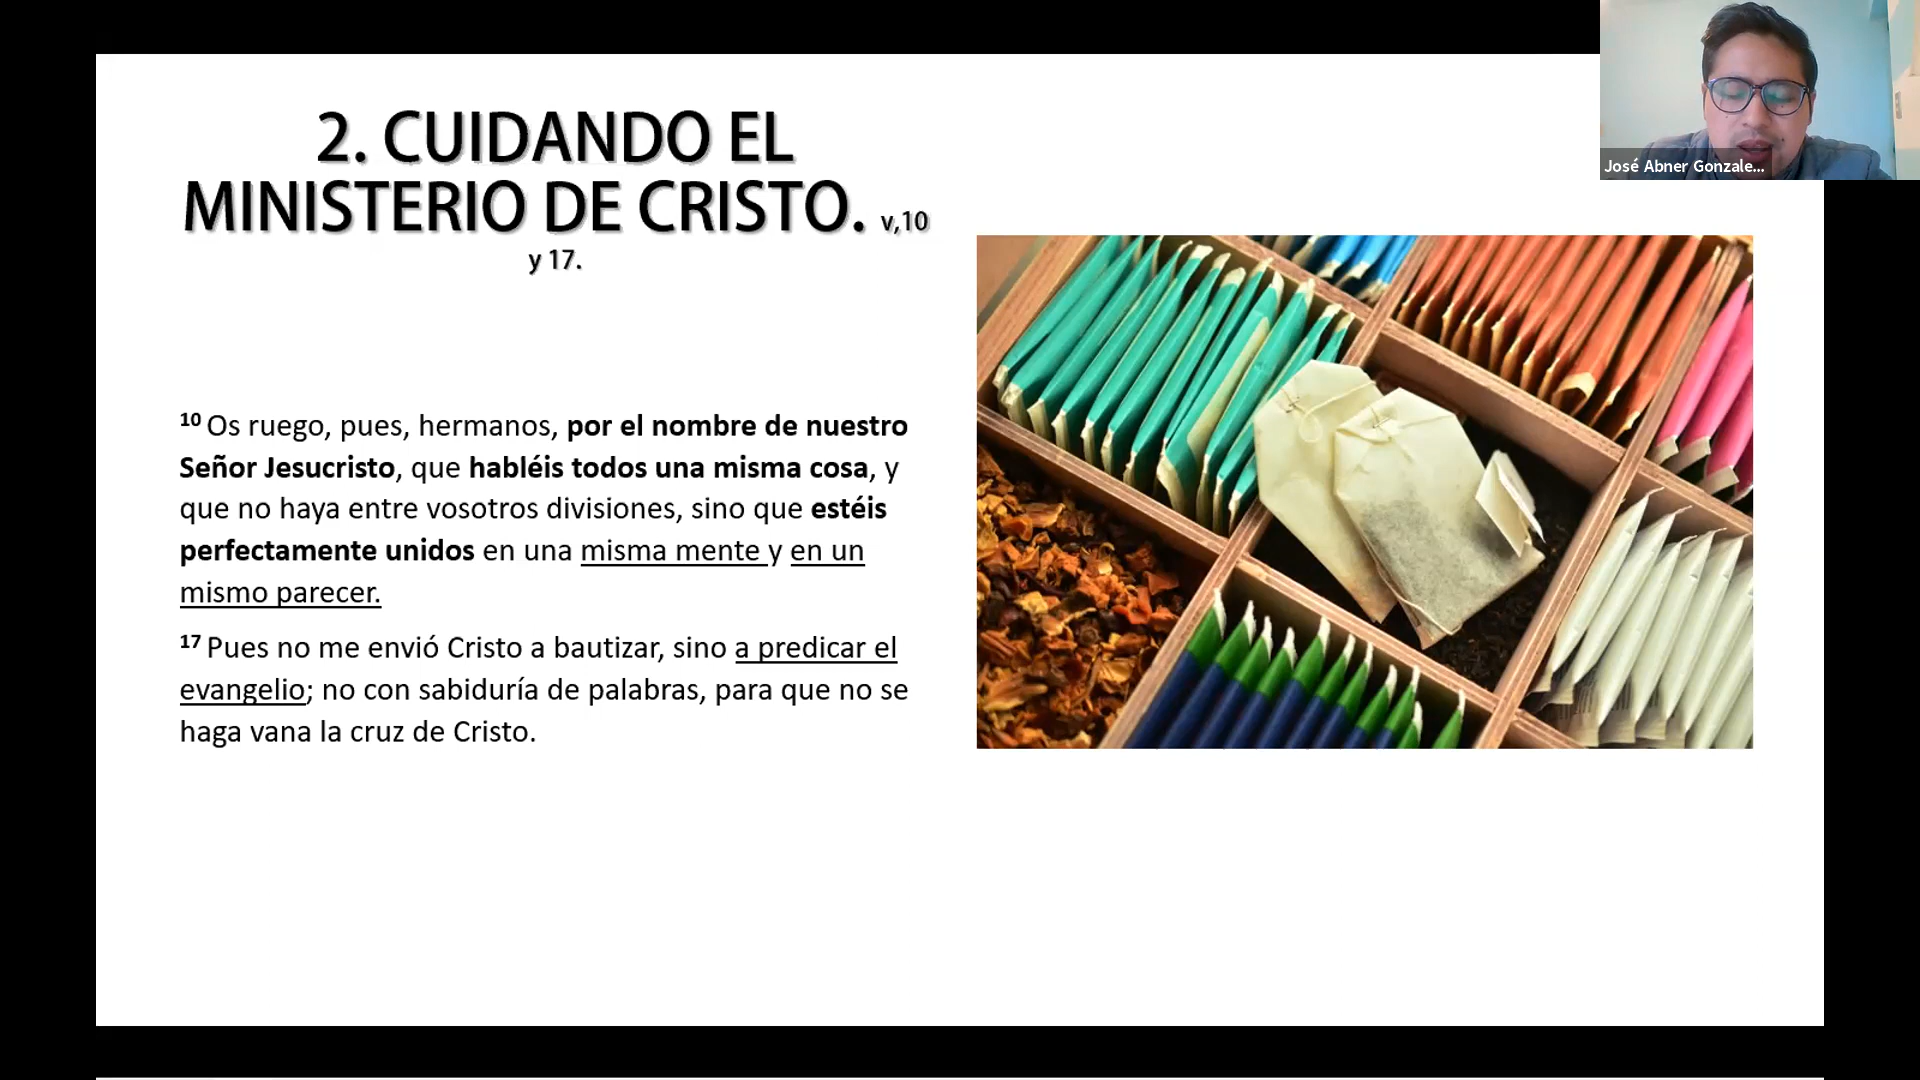 2. CUIDANDO EL
MINISTERIO DE CRISTO. v,10
y 17.
10 Os ruego, pues, hermanos, por el nombre de nuestro
Señor Jesucristo, que habléis todos una misma cosa, y
que no haya entre vosotros divisiones, sino que estéis
perfectamente unidos en una misma mente y en un
mismo parecer.
17 Pues no me envió Cristo a bautizar, sino a predicar el
evangelio; no con sabiduría de palabras, para que no se
haga vana la cruz de Cristo.
José Abner Gonzale...